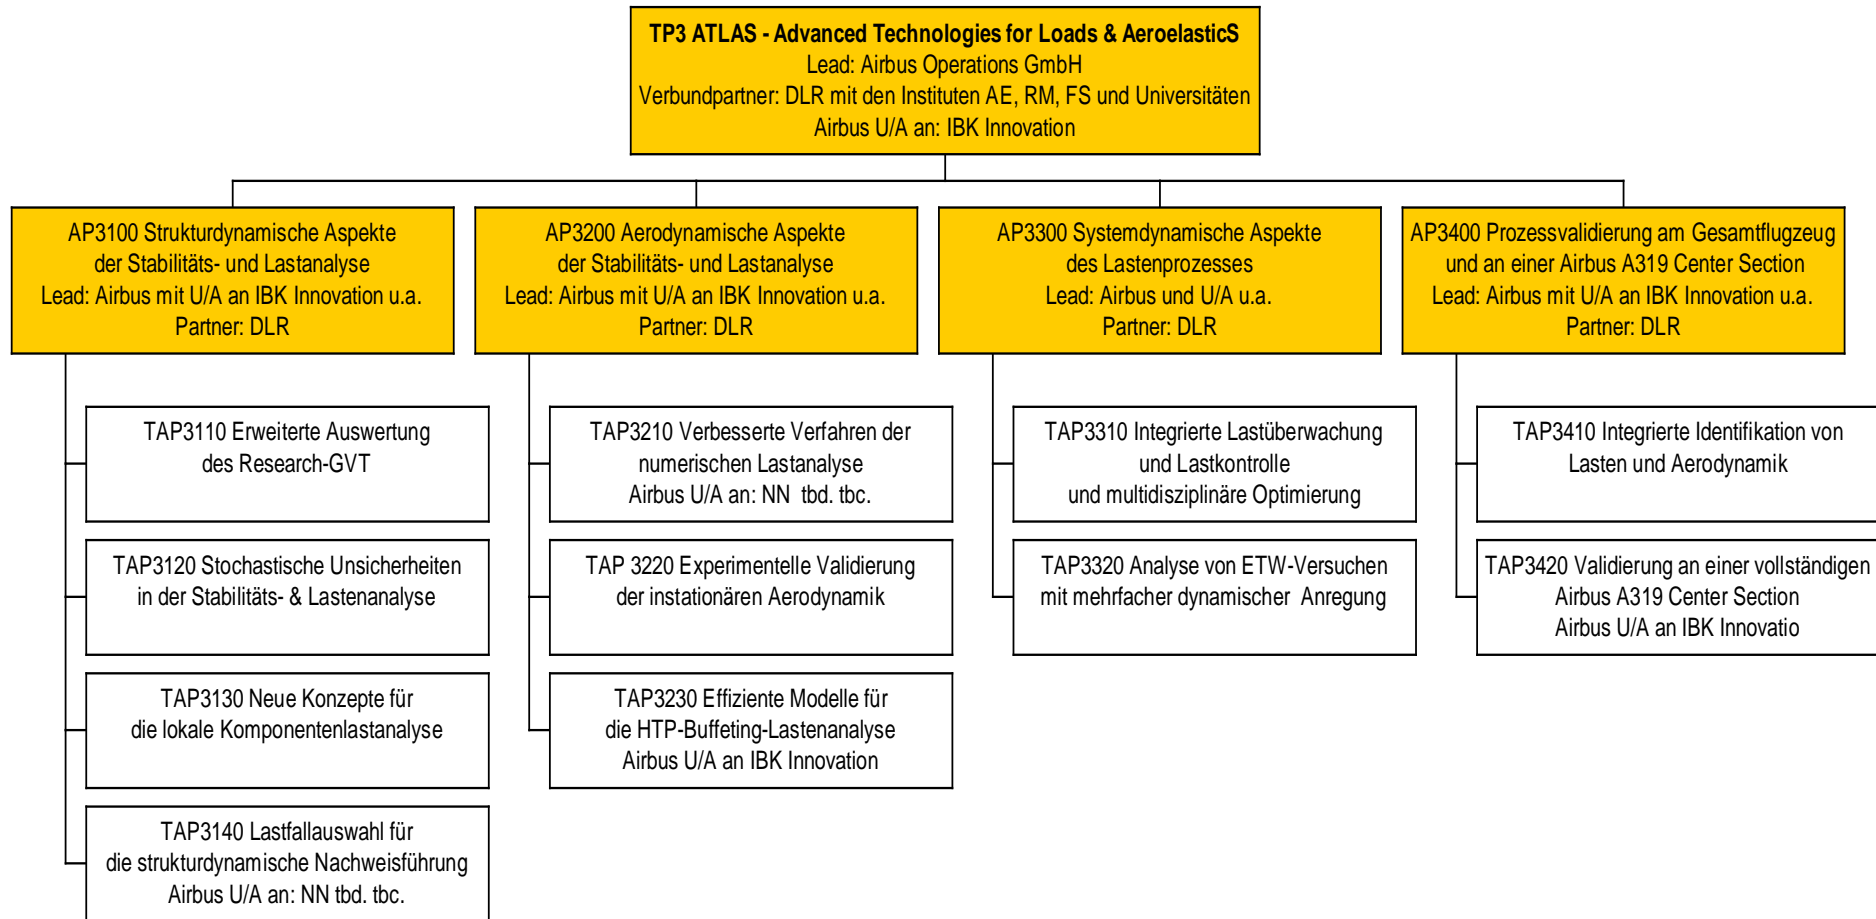 TP3 ATLAS - Advanced Technologies for Loads & AeroelasticS
Lead: Airbus Operations GmbH
Verbundpartner: DLR mit den Instituten AE, RM, FS und Universitäten
Airbus U/A an: IBK Innovation
AP3100 Strukturdynamische Aspekte
der Stabilitäts- und Lastanalyse
Lead: Airbus mit U/A an IBK Innovation u.a.
Partner: DLR
AP3200 Aerodynamische Aspekte
der Stabilitäts- und Lastanalyse
Lead: Airbus mit U/A an IBK Innovation u.a.
Partner: DLR
AP3300 Systemdynamische Aspekte
des Lastenprozesses
Lead: Airbus und U/A u.a.
Partner: DLR
AP3400 Prozessvalidierung am Gesamtflugzeug
und an einer Airbus A319 Center Section
Lead: Airbus mit U/A an IBK Innovation u.a.
Partner: DLR
TAP3110 Erweiterte Auswertung
des Research-GVT
TAP3120 Stochastische Unsicherheiten
in der Stabilitäts- & Lastenanalyse
TAP3130 Neue Konzepte für
die lokale Komponentenlastanalyse
TAP3140 Lastfallauswahl für
die strukturdynamische Nachweisführung
Airbus U/A an: NN tbd. tbc.
TAP3210 Verbesserte Verfahren der
numerischen Lastanalyse
Airbus U/A an: NN tbd. tbc.
TAP 3220 Experimentelle Validierung
der instationären Aerodynamik
TAP3230 Effiziente Modelle für
die HTP-Buffeting-Lastenanalyse
Airbus U/A an IBK Innovation
TAP3310 Integrierte Lastüberwachung
und Lastkontrolle
und multidisziplinäre Optimierung
TAP3320 Analyse von ETW-Versuchen
mit mehrfacher dynamischer Anregung
TAP3410 Integrierte Identifikation von
Lasten und Aerodynamik
TAP3420 Validierung an einer vollständigen
Airbus A319 Center Section
Airbus U/A an IBK Innovatio